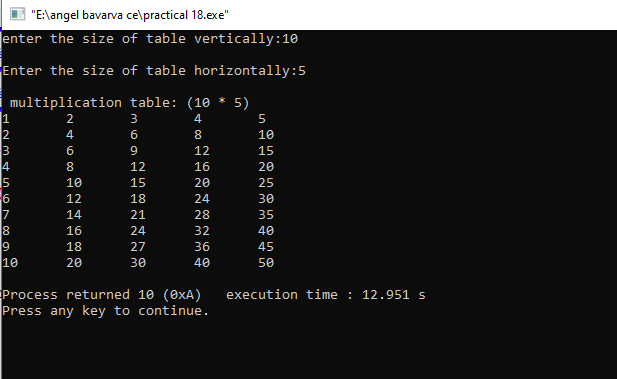 "E:\angel bavarva ce\practical 18.exe"
enter the size of table vertically:10
Enter the size of table horizontally:5
multiplication table: (10 * 5)
1 2 3 4 5
2 4 6 8 10
3 6 9 12 15
4 8 12 16 20
5 10 15 20 25
6 12 18 24 30
7 14 21 28 35
8 16 24 32 40
9 18 27 36 45
10 20 30 40 50
Process returned 10 (0xA) execution time : 12.951 s
Press any key to continue.